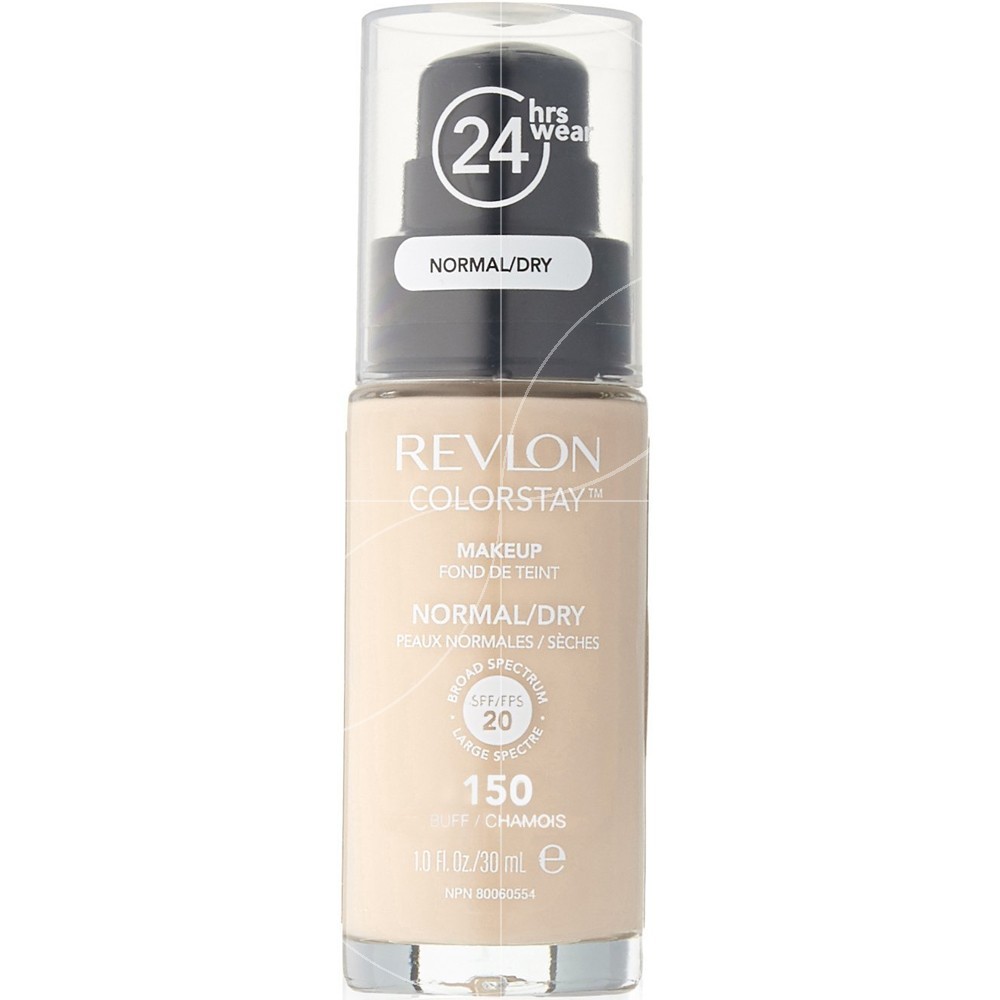 24 hrs wear
NORMAL/DRY
REVLON
COLORSTAY™
MAKEUP
FOND DE TEINT
NORMAL/DRY
PEAUX NORMALES / SÈCHES
BROAD SPECTRUM
SFF/FPS
20
• LARGE SPECTRE •
150
BUFF / CHAMOIS
1.0 Fl. Oz./30 mL ℮
NPN 80060554